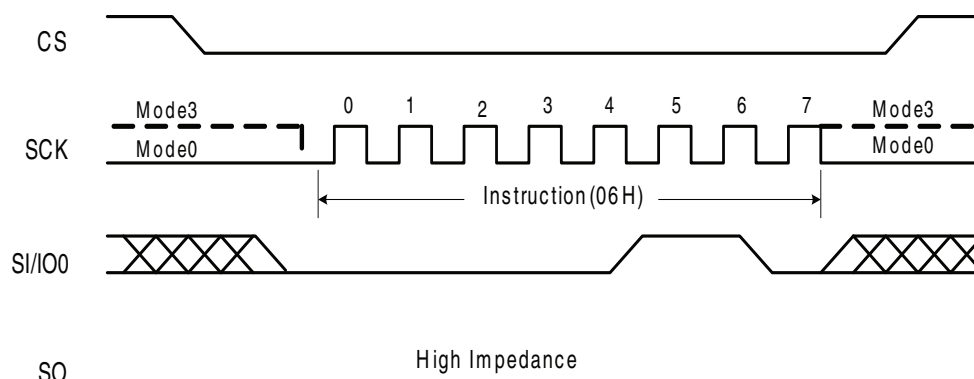 CS
0 1 2 3 4 5 6 7
Mode3 Mode3
SCK
Mode0 Mode0
Instruction(06H)
SI/IO0
High Impedance
SO